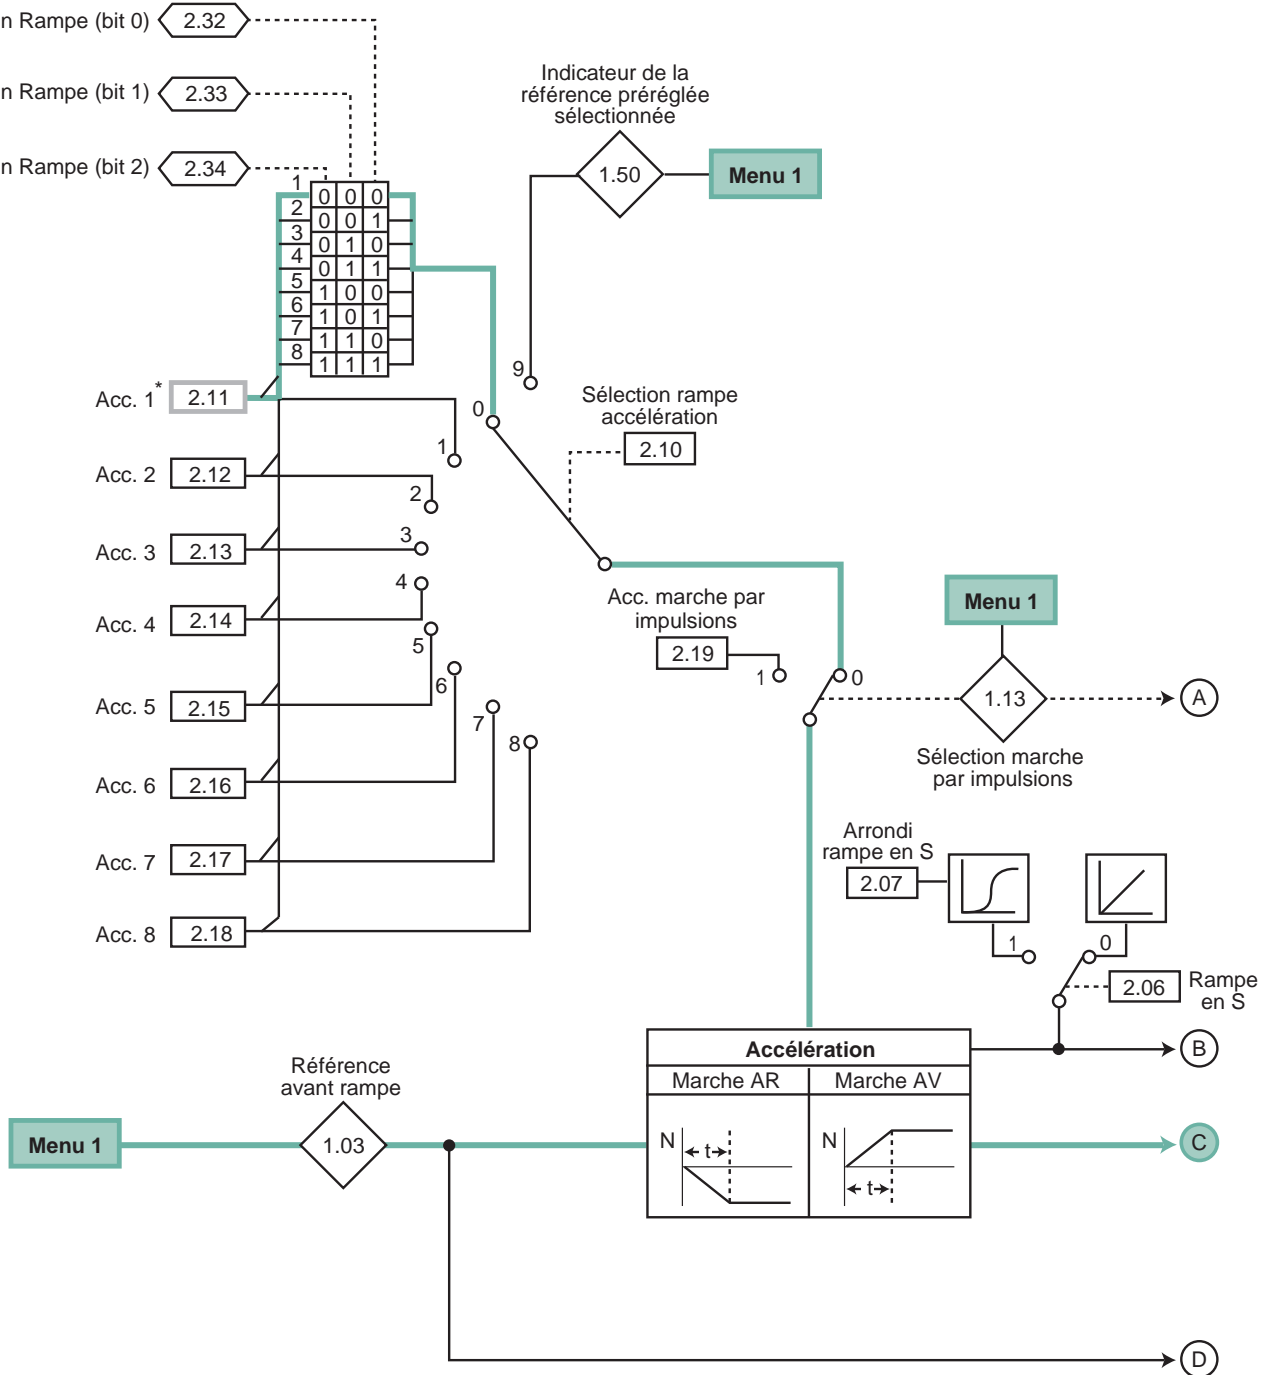 n Rampe (bit 0) 2.32
n Rampe (bit 1) 2.33
n Rampe (bit 2) 2.34
Indicateur de la
référence préréglée
sélectionnée
1.50
Menu 1
1 0 0 0
2 0 0 1
3 0 1 0
4 0 1 1
5 1 0 0
6 1 0 1
7 1 1 0
8 1 1 1
Acc. 1* 2.11
Acc. 2 2.12
Acc. 3 2.13
Acc. 4 2.14
Acc. 5 2.15
Acc. 6 2.16
Acc. 7 2.17
Acc. 8 2.18
9
0
1
2
3
4
5
6
7
8
Sélection rampe
accélération
2.10
Acc. marche par
impulsions
2.19
1 0
Menu 1
1.13
A
Sélection marche
par impulsions
Arrondi
rampe en S
2.07
1 0
2.06
Rampe
en S
Accélération
B
Marche AR Marche AV
N t
N t
C
Référence
avant rampe
Menu 1
1.03
D